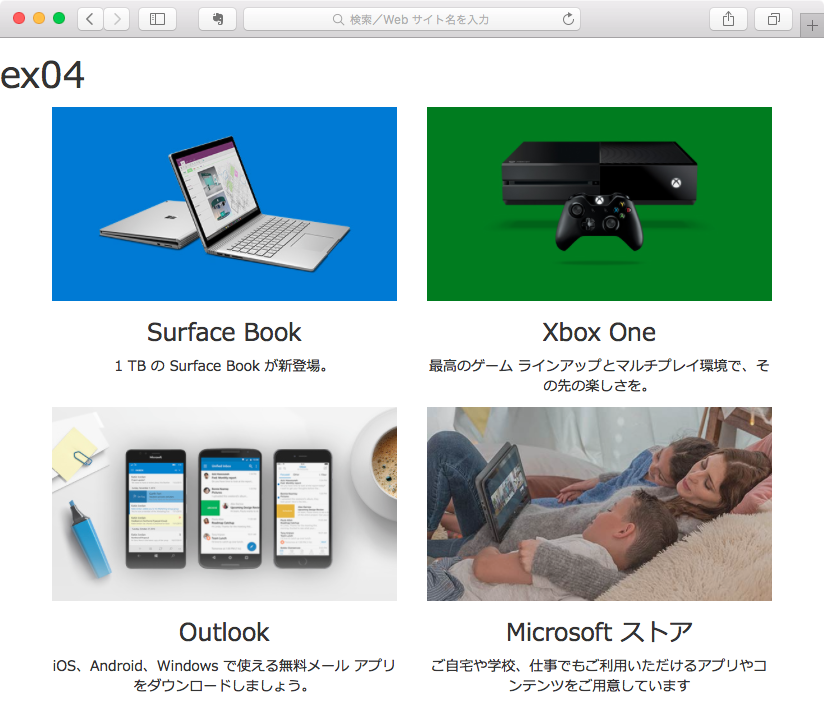 検索／Web サイト名を入力
ex04
Surface Book
1 TB の Surface Book が新登場。
Xbox One
最高のゲーム ラインアップとマルチプレイ環境で、そ
の先の楽しさを。
Outlook
iOS、Android、Windows で使える無料メール アプリ
をダウンロードしましょう。
Microsoft ストア
ご自宅や学校、仕事でもご利用いただけるアプリやコ
ンテンツをご用意しています